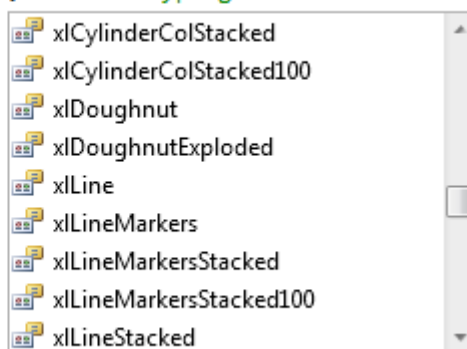 xlCylinderColStacked
xlCylinderColStacked100
xlDoughnut
xlDoughnutExploded
xlLine
xlLineMarkers
xlLineMarkersStacked
xlLineMarkersStacked100
xlLineStacked